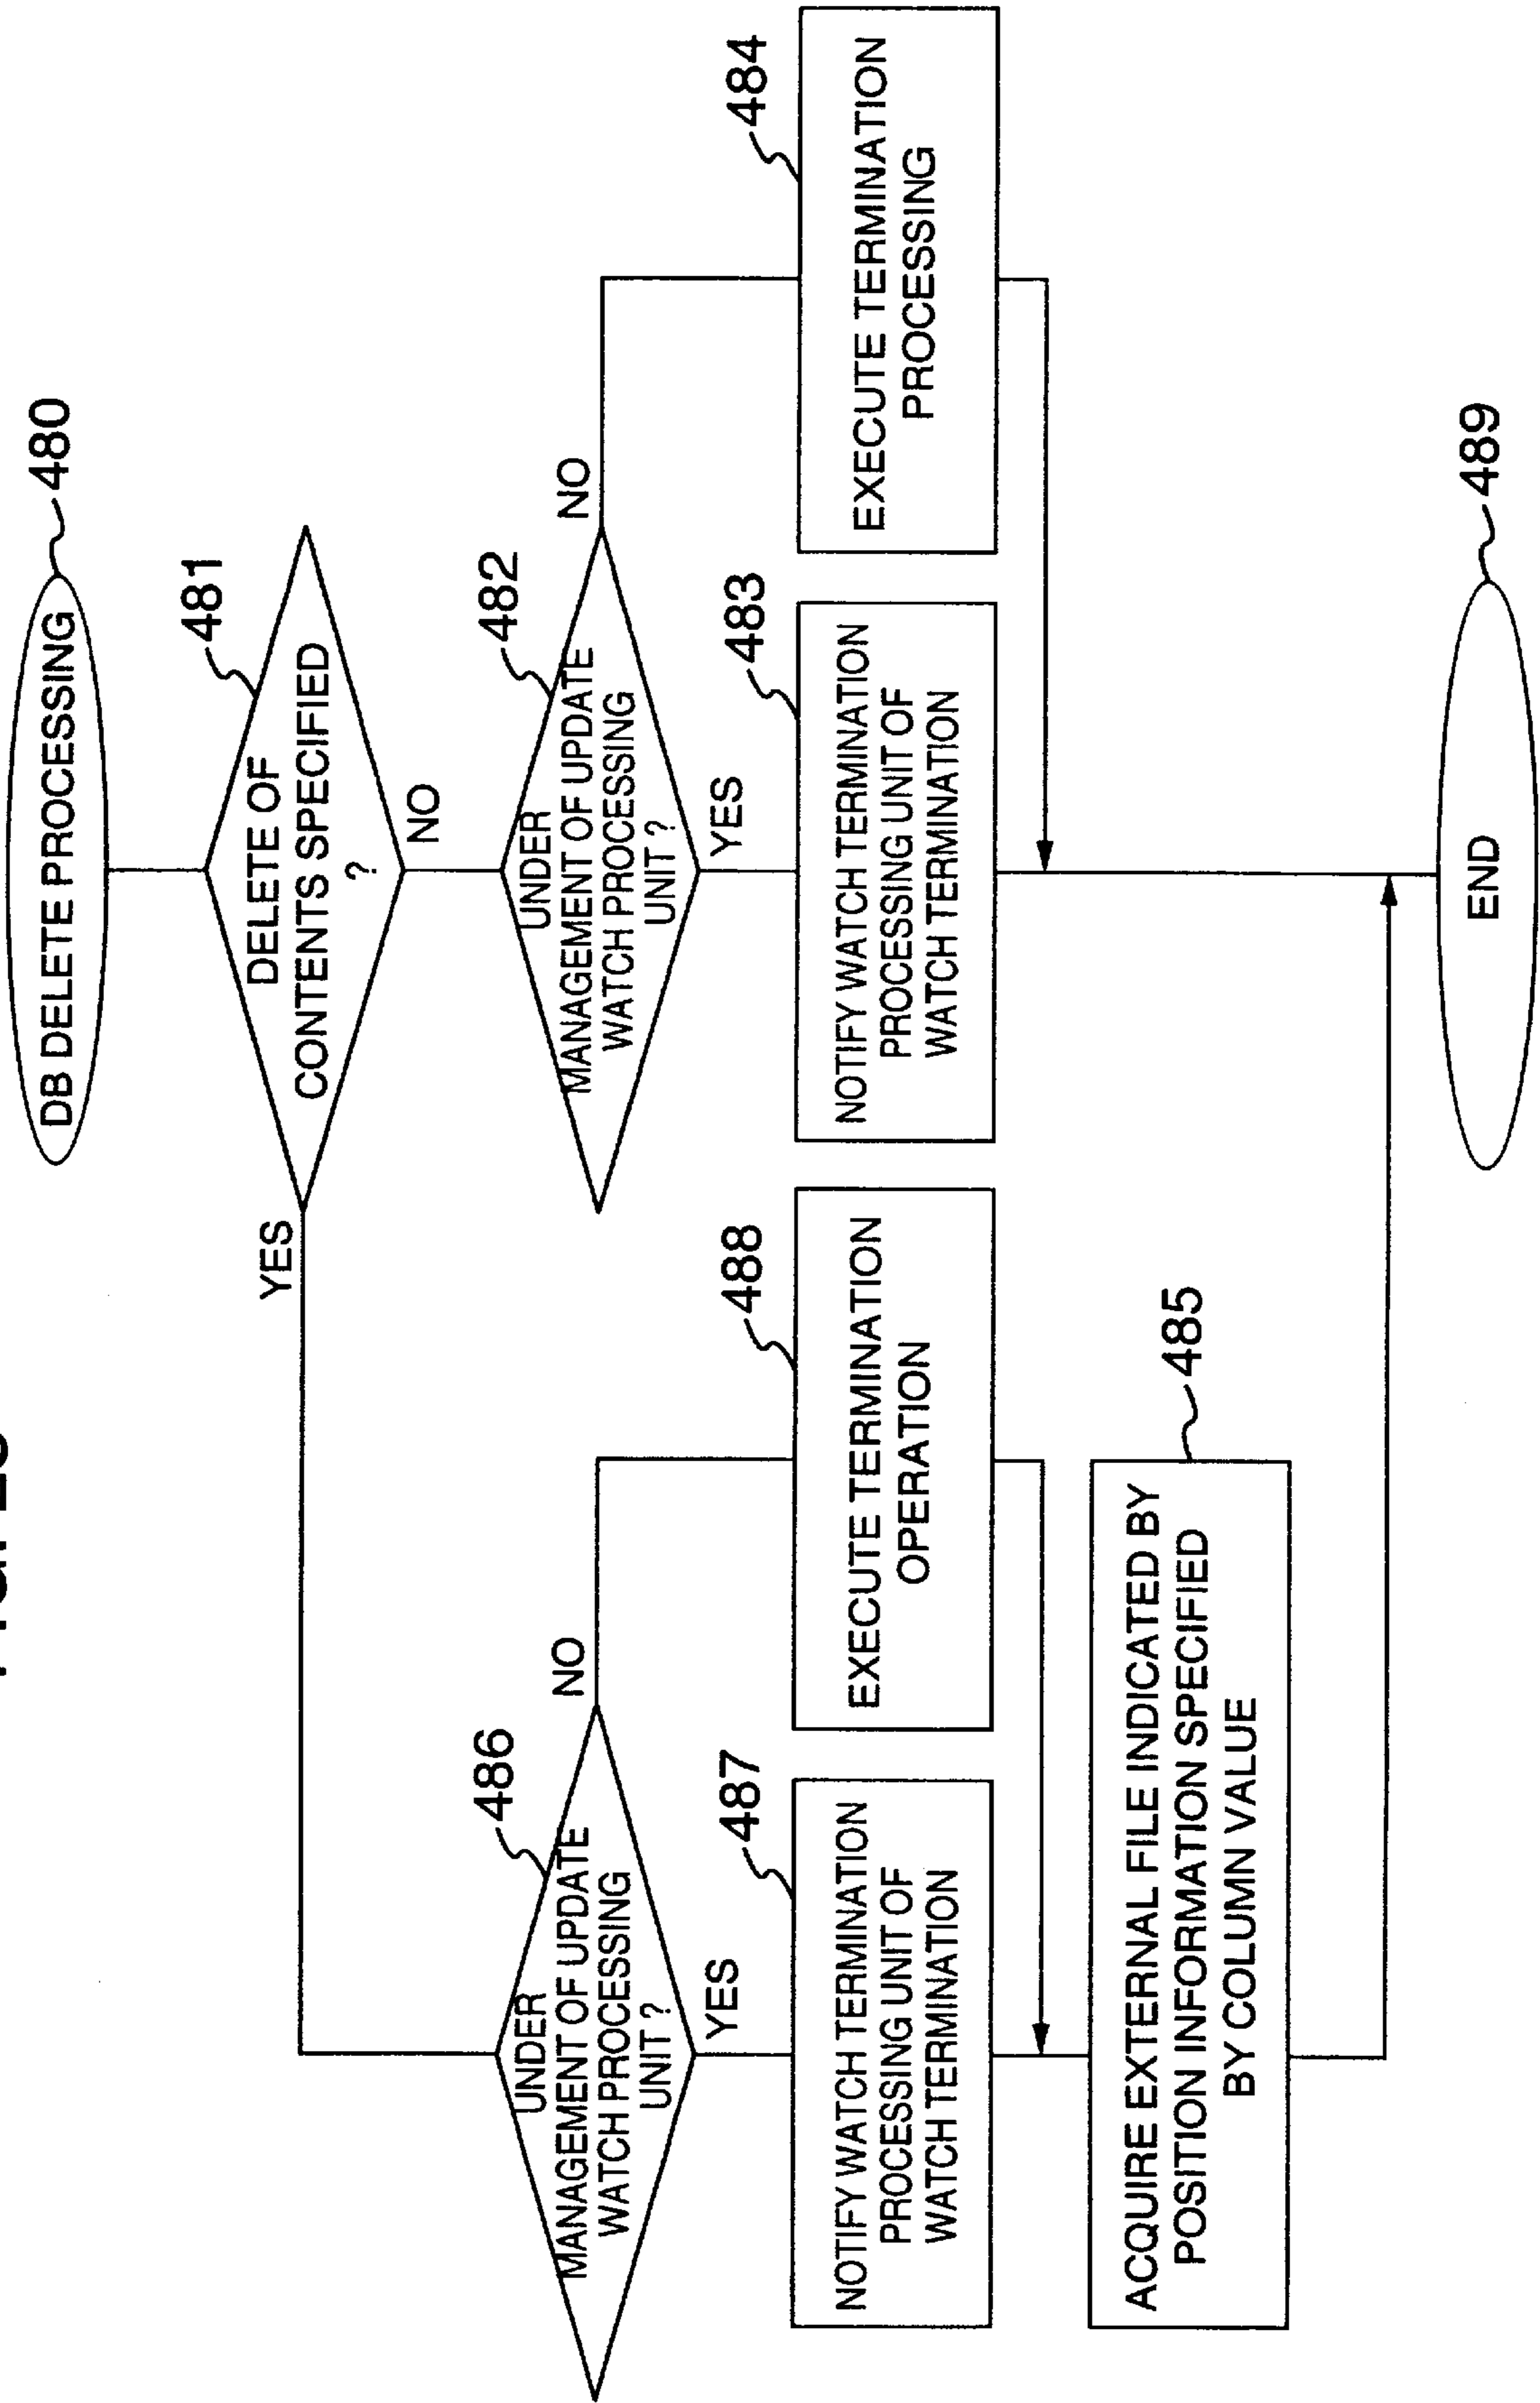 DB DELETE PROCESSING
480
481
DELETE OF
CONTENTS SPECIFIED
?
YES
NO
486
UNDER
MANAGEMENT OF UPDATE
WATCH PROCESSING
UNIT ?
NO
YES
482
UNDER
MANAGEMENT OF UPDATE
WATCH PROCESSING
UNIT ?
NO
YES
487
NOTIFY WATCH TERMINATION
PROCESSING UNIT OF
WATCH TERMINATION
488
EXECUTE TERMINATION
OPERATION
483
NOTIFY WATCH TERMINATION
PROCESSING UNIT OF
WATCH TERMINATION
484
EXECUTE TERMINATION
PROCESSING
485
ACQUIRE EXTERNAL FILE INDICATED BY
POSITION INFORMATION SPECIFIED
BY COLUMN VALUE
489
END